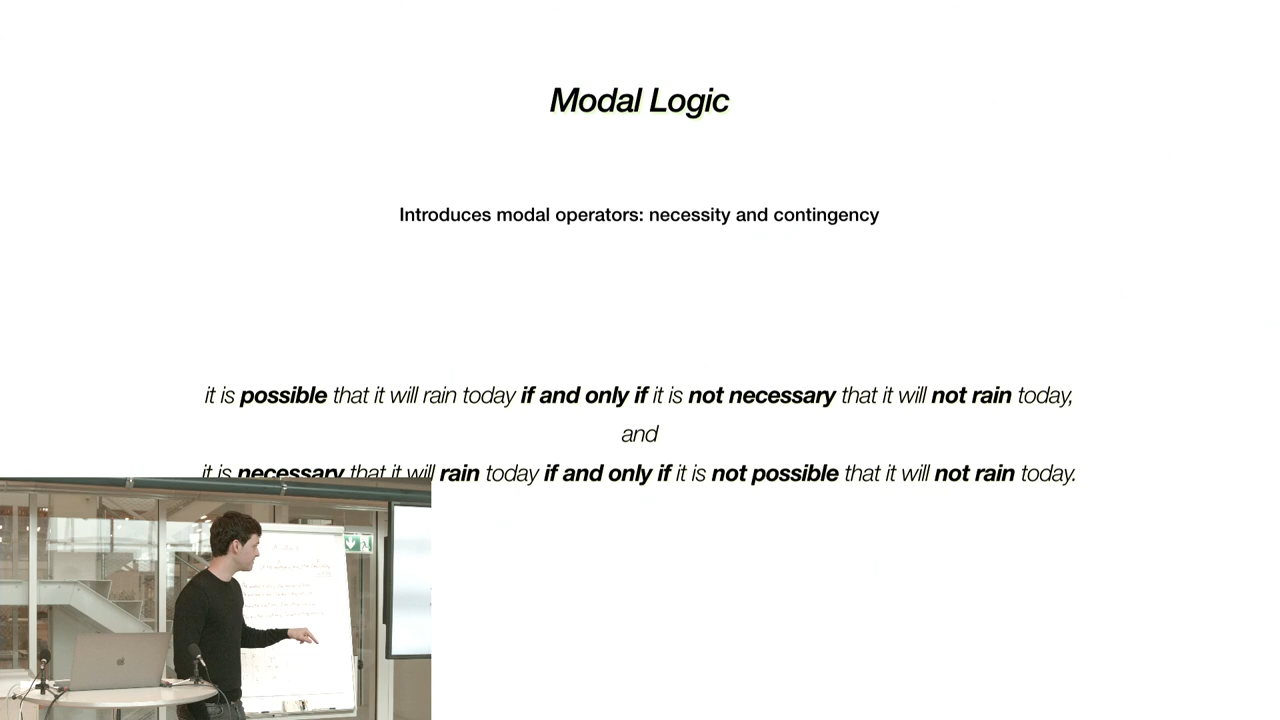 Modal Logic
Introduces modal operators: necessity and contingency
it is possible that it will rain today if and only if it is not necessary that it will not rain today,
and
it is necessary that it will rain today if and only if it is not possible that it will not rain today.